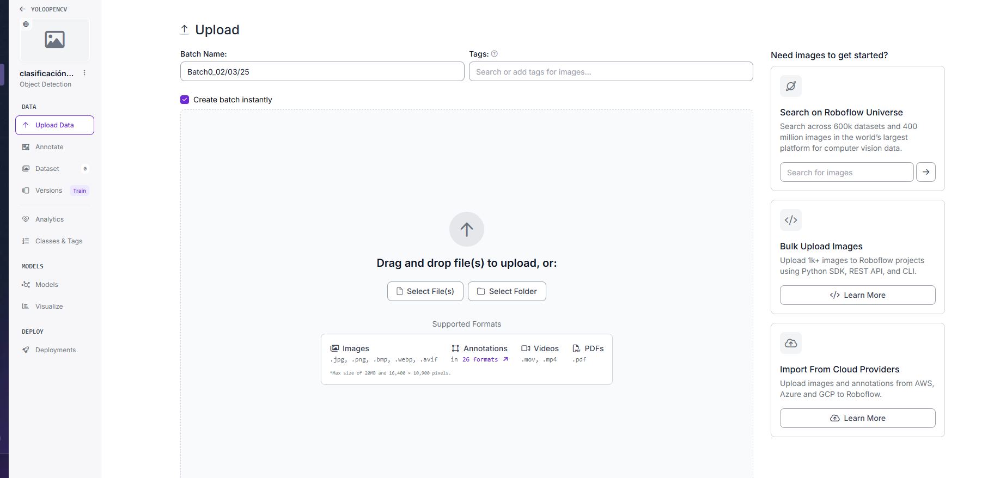 YOLOOPENCV
clasificación...
Object Detection
DATA
Upload Data
Annotate
Dataset 0
Versions Train
Analytics
Classes & Tags
MODELS
Models
Visualize
DEPLOY
Deployments
Upload
Batch Name:
Batch0_02/03/25
Tags:
Search or add tags for images...
Create batch instantly
Drag and drop file(s) to upload, or:
Select File(s)
Select Folder
Supported Formats
Images
.jpg, .png, .bmp, .webp, .avif
*Max size of 20MB and 16,400 × 10,900 pixels.
Annotations
in 26 formats
Videos
.mov, .mp4
PDFs
.pdf
Need images to get started?
Search on Roboflow Universe
Search across 600k datasets and 400
million images in the world’s largest
platform for computer vision data.
Search for images
Bulk Upload Images
Upload 1k+ images to Roboflow projects
using Python SDK, REST API, and CLI.
</> Learn More
Import From Cloud Providers
Upload images and annotations from AWS,
Azure and GCP to Roboflow.
Learn More